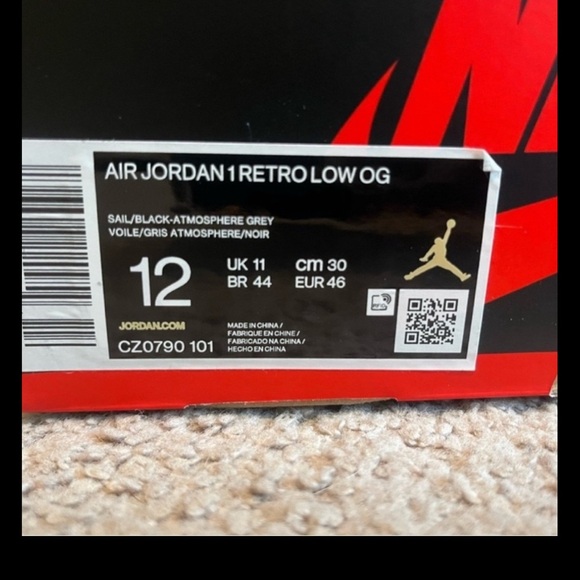 AIR JORDAN 1 RETRO LOW OG
SAIL/BLACK-ATMOSPHERE GREY
VOILE/GRIS ATMOSPHERE/NOIR
12
UK 11 cm 30
BR 44 EUR 46
JORDAN.COM
CZ0790 101
MADE IN CHINA /
FABRIQUE EN CHINE /
FABRICADO NA CHINA /
HECHO EN CHINA